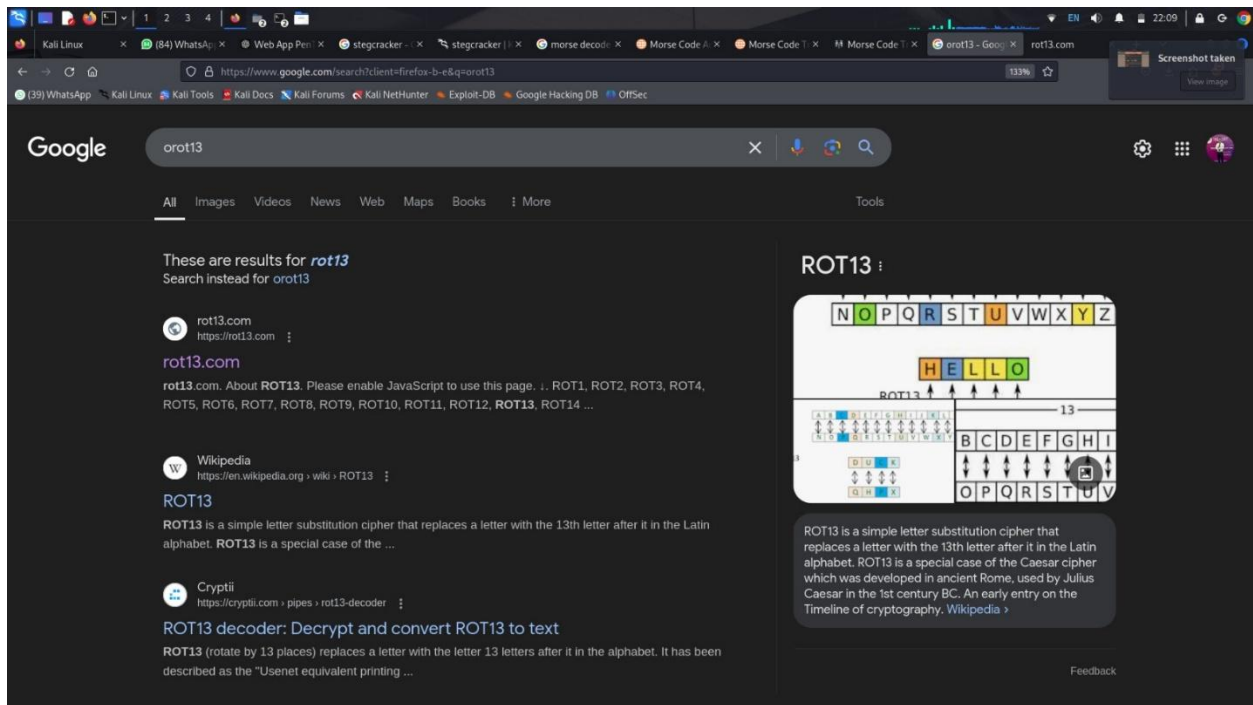 1 2 3 4
EN 22:09
Kali Linux
(84) WhatsAp
Web App Pen
stegcracker -
stegcracker |
morse decode
Morse Code
Morse Code T
Morse Code T
orot13 - Goog
rot13.com
Screenshot taken
View image
https://www.google.com/search?client=firefox-b-e&q=orot13
133%
(39) WhatsApp Kali Linux Kali Tools Kali Docs Kali Forums Kali NetHunter Exploit-DB Google Hacking DB OffSec
Google
orot13
All Images Videos News Web Maps Books More
Tools
These are results for rot13
Search instead for orot13
rot13.com
https://rot13.com
rot13.com
rot13.com. About ROT13. Please enable JavaScript to use this page. ↓. ROT1, ROT2, ROT3, ROT4,
ROT5, ROT6, ROT7, ROT8, ROT9, ROT10, ROT11, ROT12, ROT13, ROT14 ...
W
Wikipedia
https://en.wikipedia.org › wiki › ROT13
ROT13
ROT13 is a simple letter substitution cipher that replaces a letter with the 13th letter after it in the Latin
alphabet. ROT13 is a special case of the ...
Cryptii
https://cryptii.com › pipes › rot13-decoder
ROT13 decoder: Decrypt and convert ROT13 to text
ROT13 (rotate by 13 places) replaces a letter with the letter 13 letters after it in the alphabet. It has been
described as the "Usenet equivalent printing ...
ROT13
N O P Q R S T U V W X Y Z
H E L L O
ROT13
13
B C D E F G H I
O P Q R S T U V
ROT13 is a simple letter substitution cipher that
replaces a letter with the 13th letter after it in the Latin
alphabet. ROT13 is a special case of the Caesar cipher
which was developed in ancient Rome, used by Julius
Caesar in the 1st century BC. An early entry on the
Timeline of cryptography. Wikipedia ›
Feedback